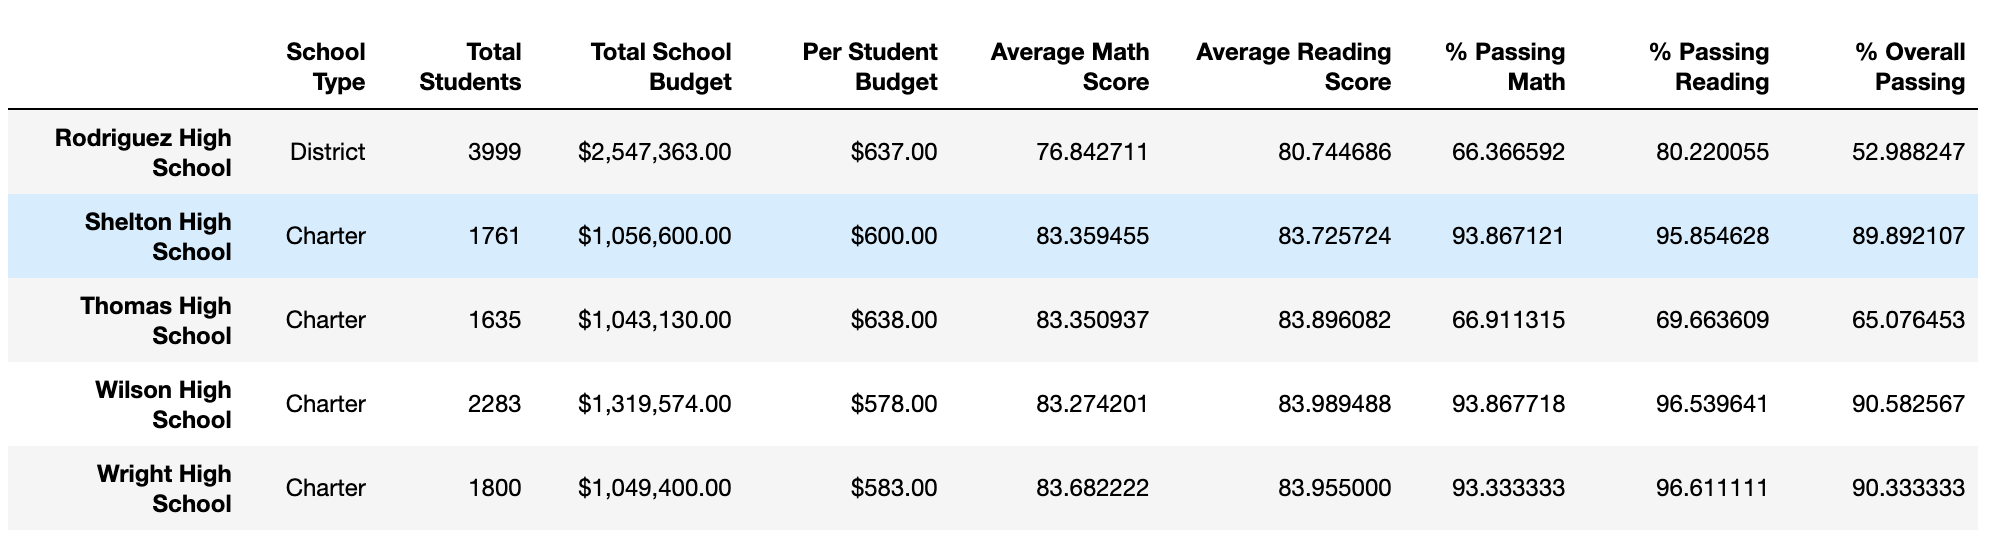 School Type Total Students Total School Budget Per Student Budget Average Math Score Average Reading Score % Passing Math % Passing Reading % Overall Passing
Rodriguez High School District 3999 $2,547,363.00 $637.00 76.842711 80.744686 66.366592 80.220055 52.988247
Shelton High School Charter 1761 $1,056,600.00 $600.00 83.359455 83.725724 93.867121 95.854628 89.892107
Thomas High School Charter 1635 $1,043,130.00 $638.00 83.350937 83.896082 66.911315 69.663609 65.076453
Wilson High School Charter 2283 $1,319,574.00 $578.00 83.274201 83.989488 93.867718 96.539641 90.582567
Wright High School Charter 1800 $1,049,400.00 $583.00 83.682222 83.955000 93.333333 96.611111 90.333333